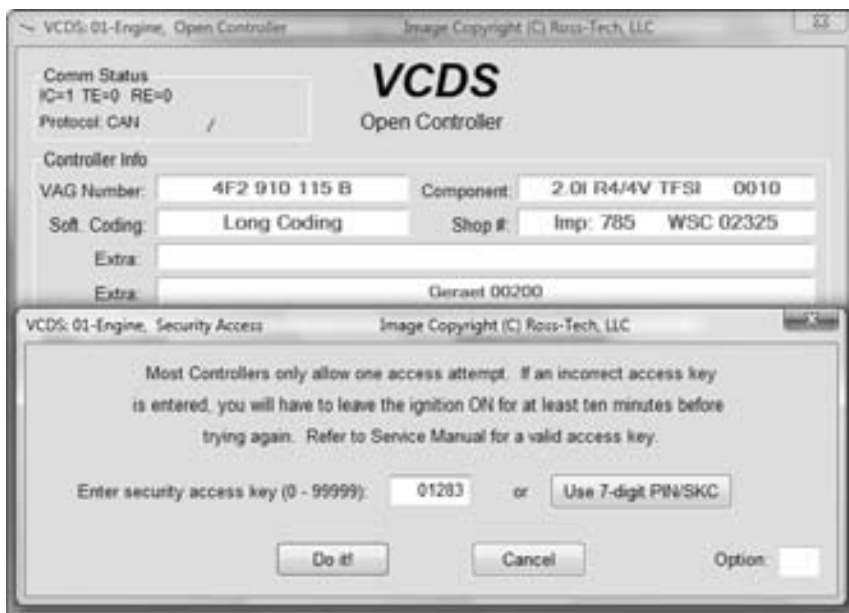 VCDS: 01-Engine, Open Controller Image Copyright (C) Ross-Tech, LLC
Comm Status
IC=1 TE=0 RE=0
Protocol: CAN /
VCDS
Open Controller
Controller Info
VAG Number: 4F2 910 115 B Component: 2.0l R4/4V TFSI 0010
Soft. Coding: Long Coding Shop #: Imp: 785 WSC 02325
Extra:
Extra: Geraet 00200
VCDS: 01-Engine, Security Access Image Copyright (C) Ross-Tech, LLC
Most Controllers only allow one access attempt. If an incorrect access key
is entered, you will have to leave the ignition ON for at least ten minutes before
trying again. Refer to Service Manual for a valid access key.
Enter security access key (0 - 99999): 01283 or Use 7-digit PIN/SKC
Do it! Cancel Option: